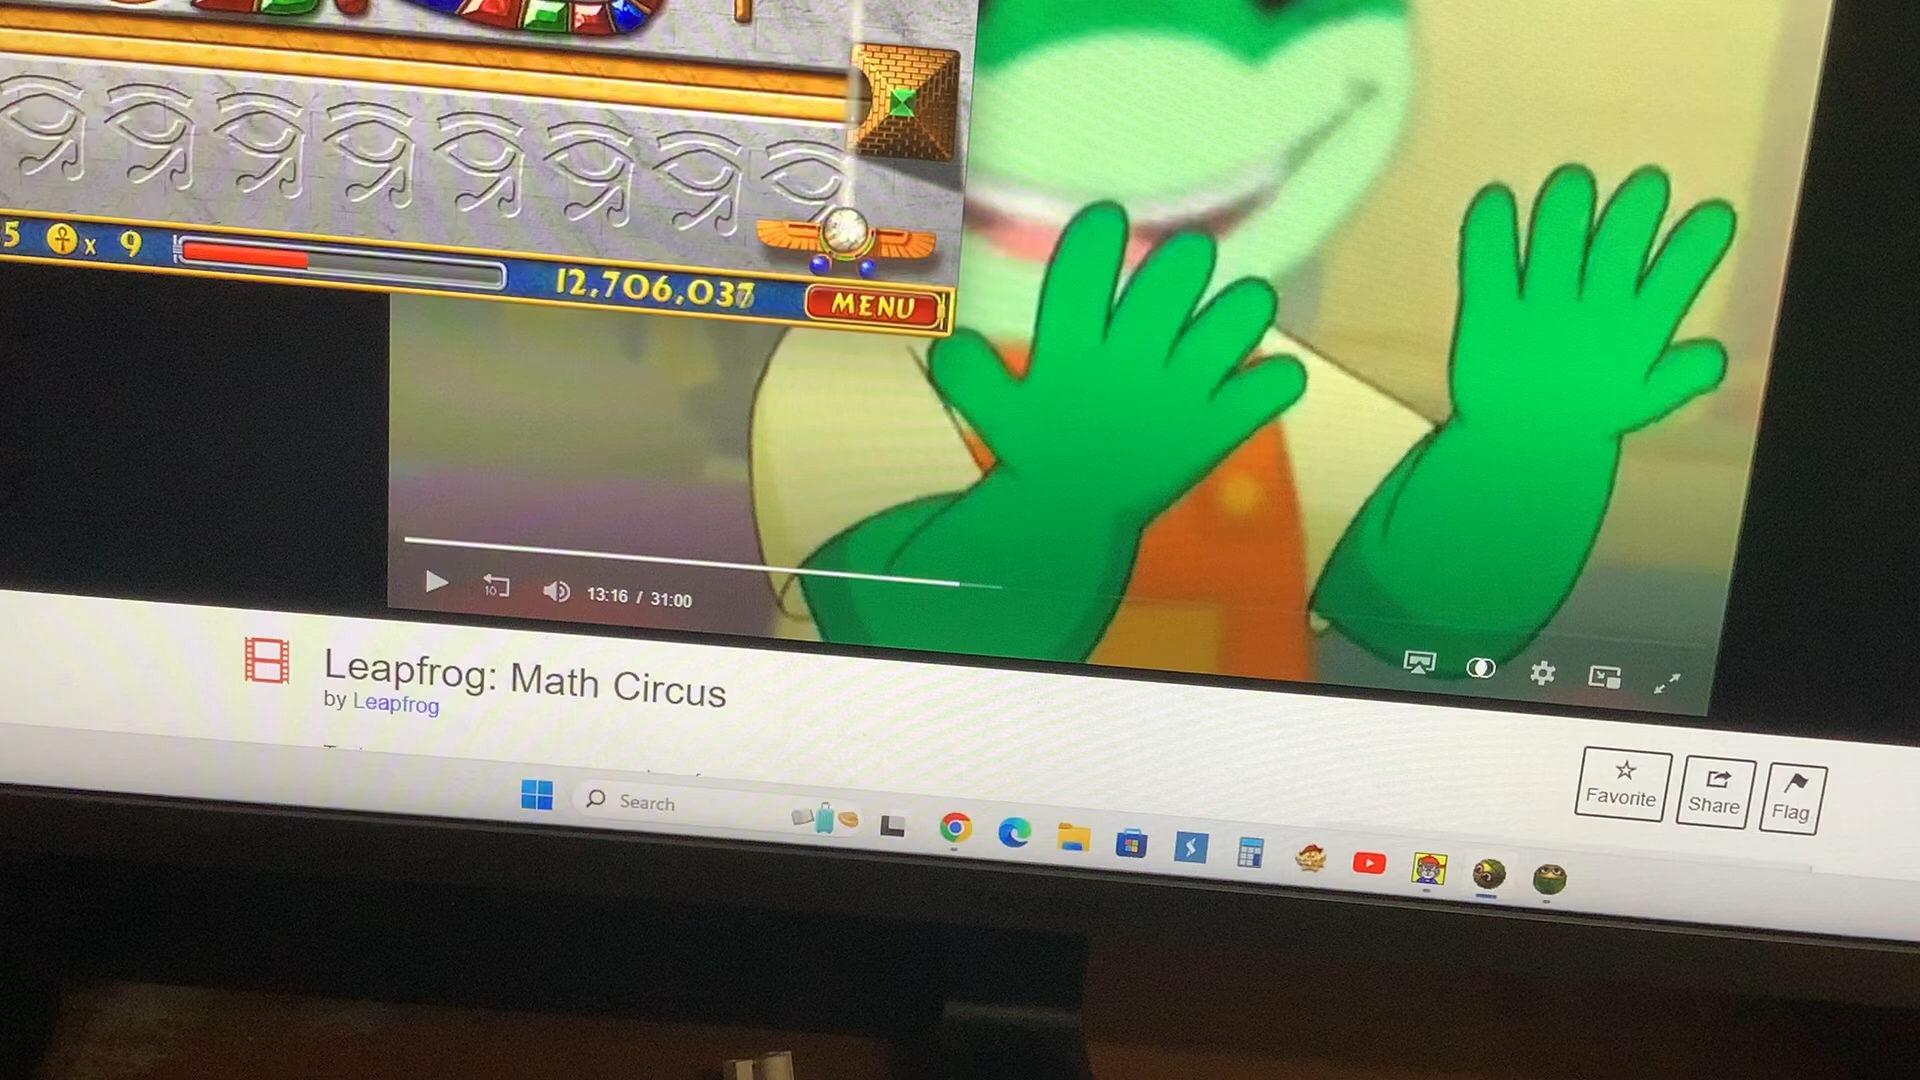 5 x 9
12,706,037
MENU
10
13:16 / 31:00
Leapfrog: Math Circus
by Leapfrog
Search
Favorite
Share
Flag